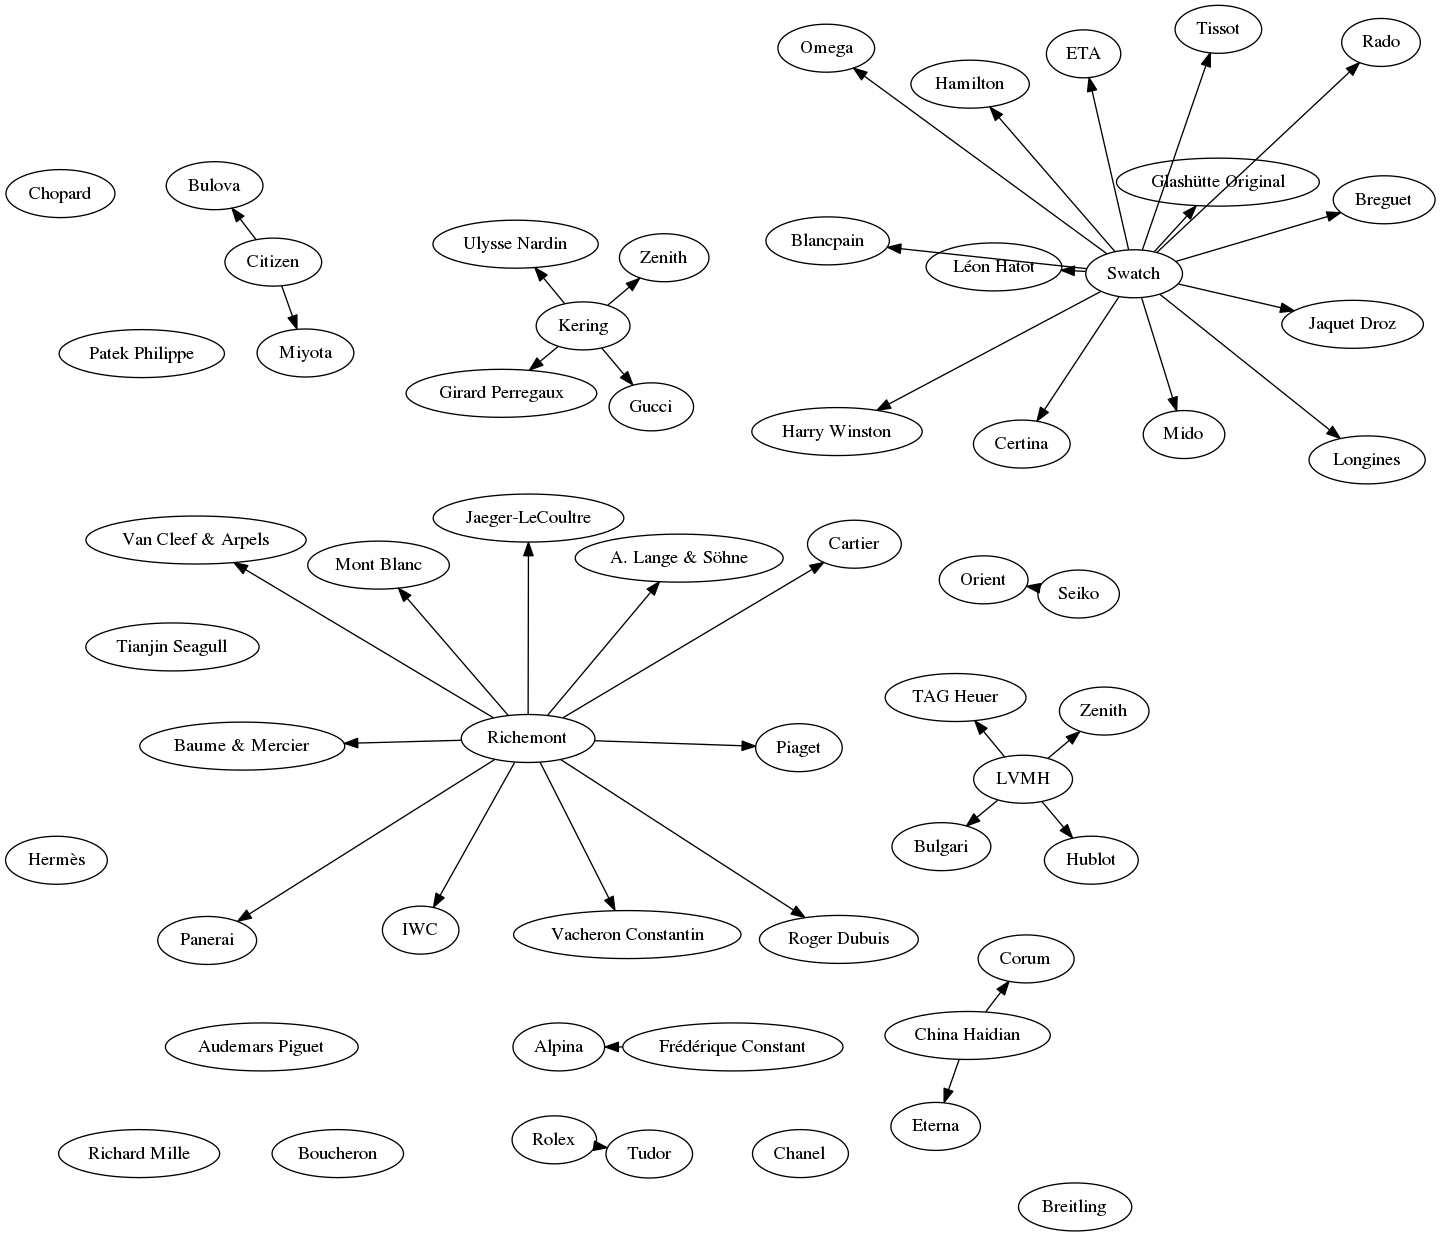 Omega
Hamilton
ETA
Tissot
Rado
Chopard
Bulova
Citizen
Patek Philippe
Miyota
Ulysse Nardin
Zenith
Kering
Girard Perregaux
Gucci
Glashütte Original
Breguet
Blancpain
Léon Hatot
Swatch
Jaquet Droz
Harry Winston
Certina
Mido
Longines
Van Cleef & Arpels
Mont Blanc
Jaeger-LeCoultre
A. Lange & Söhne
Cartier
Orient
Seiko
Tianjin Seagull
Baume & Mercier
Richemont
Piaget
TAG Heuer
Zenith
LVMH
Bulgari
Hublot
Hermès
Panerai
IWC
Vacheron Constantin
Roger Dubuis
Corum
China Haidian
Eterna
Audemars Piguet
Alpina
Frédérique Constant
Richard Mille
Boucheron
Rolex
Tudor
Chanel
Breitling